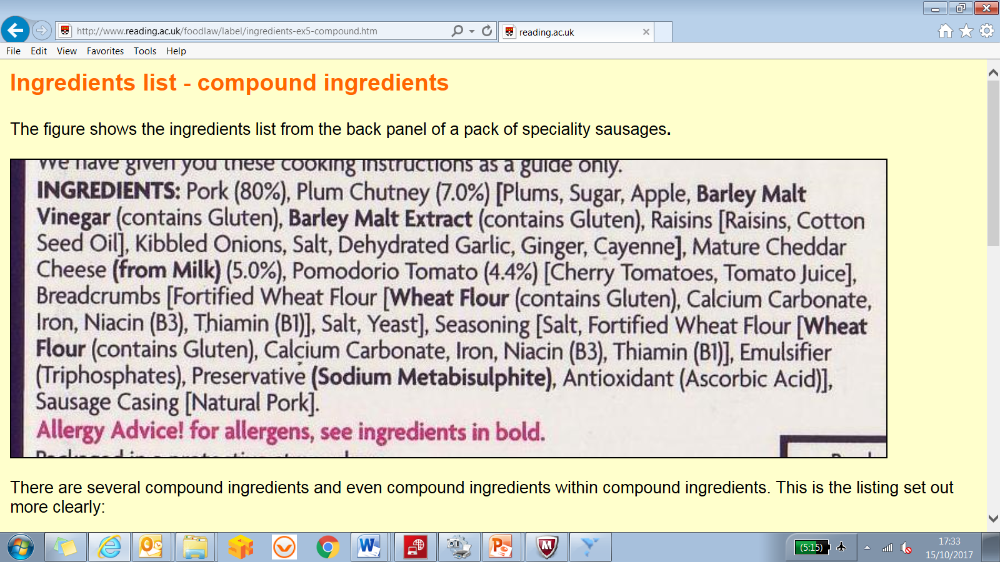 http://www.reading.ac.uk/foodlaw/label/ingredients-ex5-compound.htm
reading.ac.uk
File Edit View Favorites Tools Help
Ingredients list - compound ingredients
The figure shows the ingredients list from the back panel of a pack of speciality sausages.
We have given you these cooking instructions as a guide only.
INGREDIENTS: Pork (80%), Plum Chutney (7.0%) [Plums, Sugar, Apple, Barley Malt
Vinegar (contains Gluten), Barley Malt Extract (contains Gluten), Raisins [Raisins, Cotton
Seed Oil], Kibbled Onions, Salt, Dehydrated Garlic, Ginger, Cayenne], Mature Cheddar
Cheese (from Milk) (5.0%), Pomodorio Tomato (4.4%) [Cherry Tomatoes, Tomato Juice],
Breadcrumbs [Fortified Wheat Flour [Wheat Flour (contains Gluten), Calcium Carbonate,
Iron, Niacin (B3), Thiamin (B1)], Salt, Yeast], Seasoning [Salt, Fortified Wheat Flour [Wheat
Flour (contains Gluten), Calcium Carbonate, Iron, Niacin (B3), Thiamin (B1)], Emulsifier
(Triphosphates), Preservative (Sodium Metabisulphite), Antioxidant (Ascorbic Acid)],
Sausage Casing [Natural Pork].
Allergy Advice! for allergens, see ingredients in bold.
Packaged in a protective
There are several compound ingredients and even compound ingredients within compound ingredients. This is the listing set out
more clearly:
(5:15)
17:33
15/10/2017